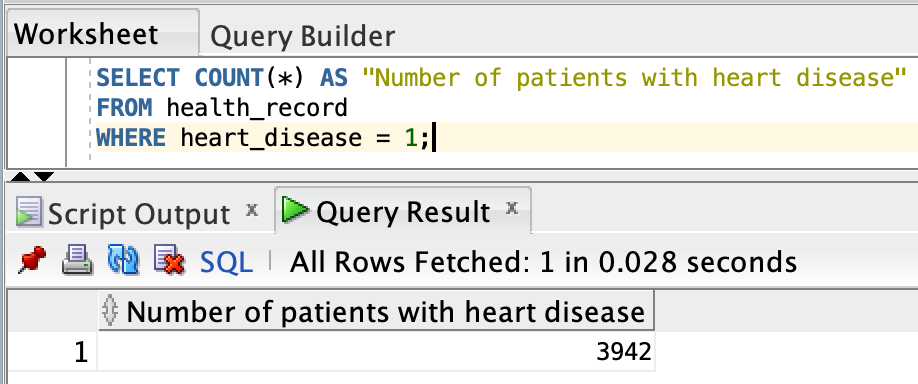 Worksheet Query Builder
SELECT COUNT(*) AS "Number of patients with heart disease"
FROM health_record
WHERE heart_disease = 1;
Script Output x Query Result x
SQL All Rows Fetched: 1 in 0.028 seconds
Number of patients with heart disease
1 3942